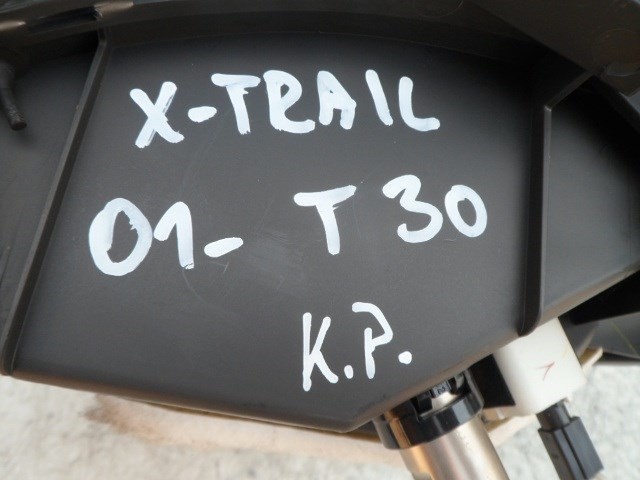 X-TRAIL
01- T30
K.P.